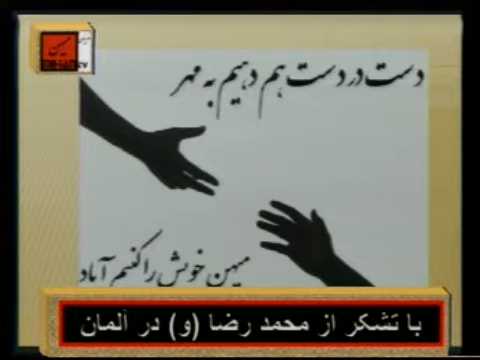 دست در دست هم دهیم به مهر
میهن خویش را کنیم آباد
با تشکر از محمد رضا (و) در آلمان